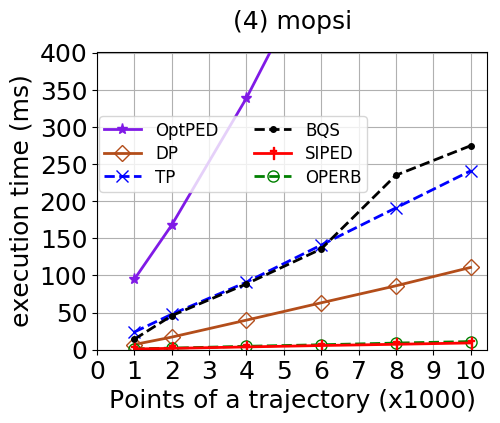 (4) mopsi
execution time (ms)
400
350
300
250
200
150
100
50
0
OptPED
DP
TP
BQS
SIPED
OPERB
0 1 2 3 4 5 6 7 8 9 10
Points of a trajectory (x1000)